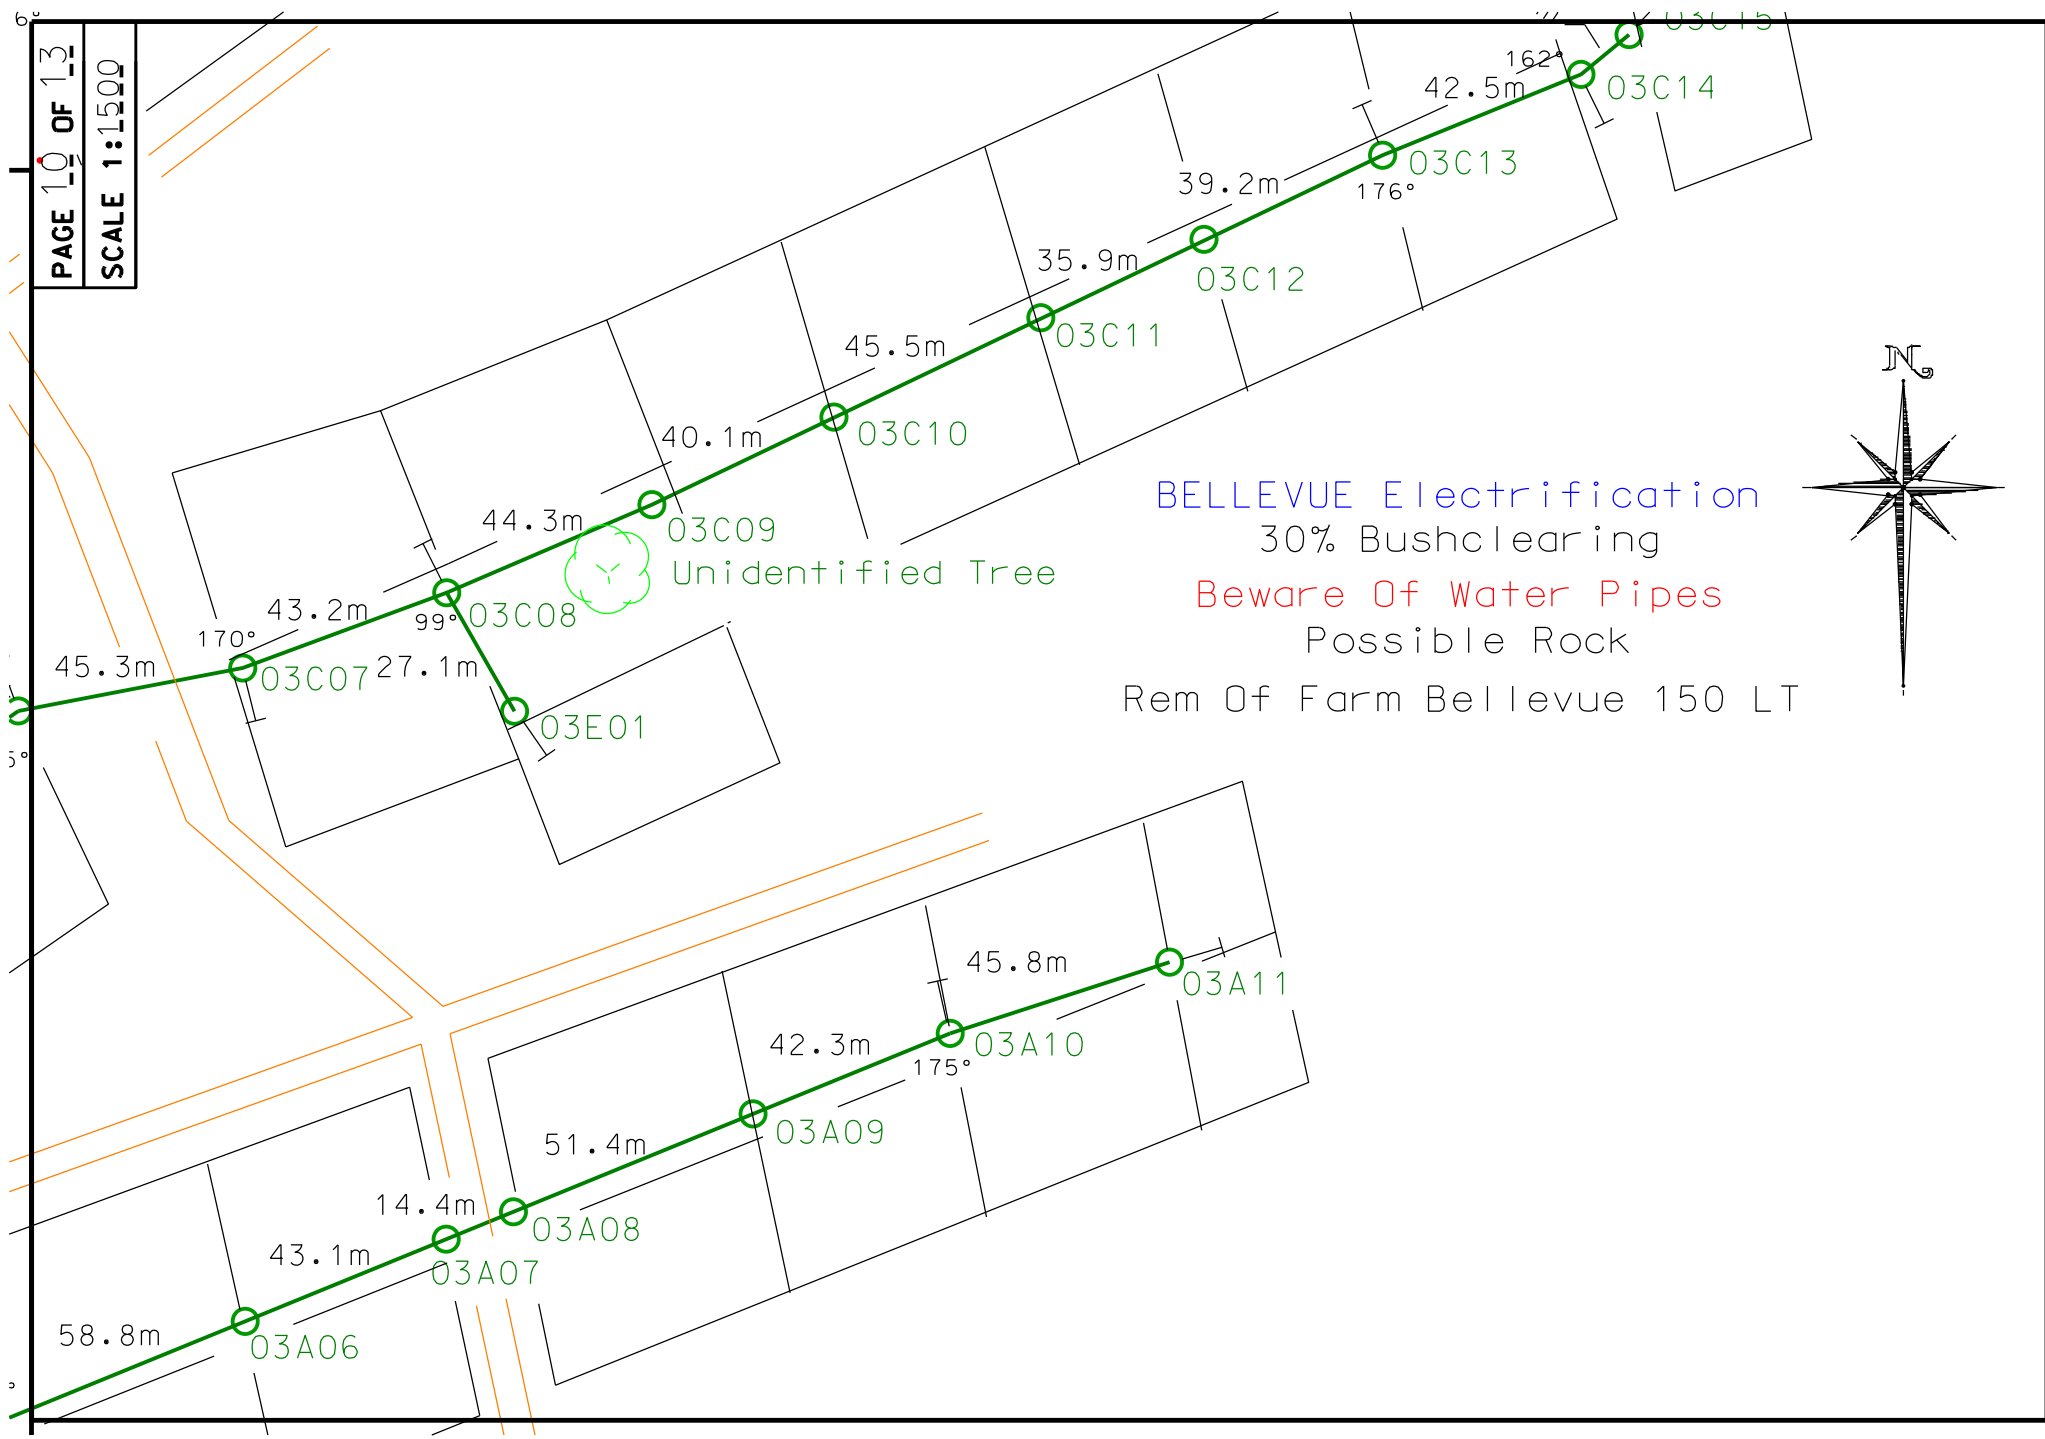 6°
PAGE 10 OF 13
SCALE 1:1500
03C15
162°
42.5m
03C14
03C13
39.2m
176°
35.9m
03C12
45.5m
03C11
N
40.1m
03C10
BELLEVUE Electrification
30% Bushclearing
Beware Of Water Pipes
Possible Rock
Rem Of Farm Bellevue 150 LT
44.3m
03C09
Unidentified Tree
43.2m
03C08
99°
170°
45.3m
03C07
27.1m
03E01
5°
45.8m
03A11
42.3m
03A10
175°
51.4m
03A09
14.4m
03A08
43.1m
03A07
58.8m
03A06